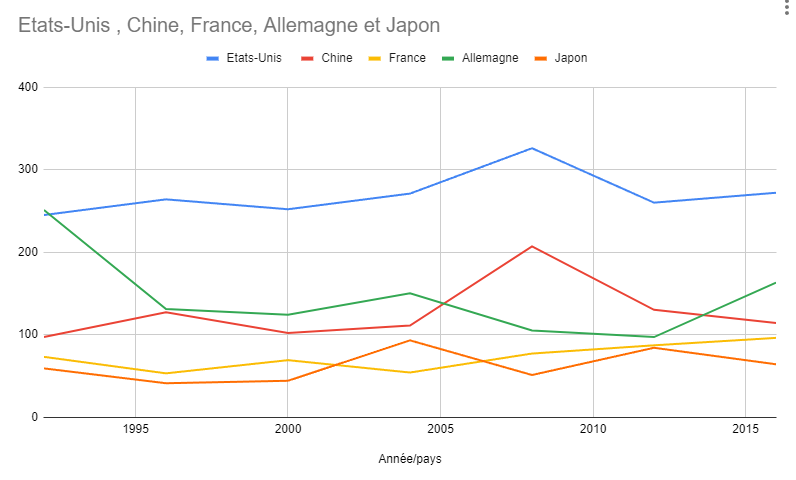 Etats-Unis , Chine, France, Allemagne et Japon
Etats-Unis Chine France Allemagne Japon
400
300
200
100
0
1995 2000 2005 2010 2015
Année/pays